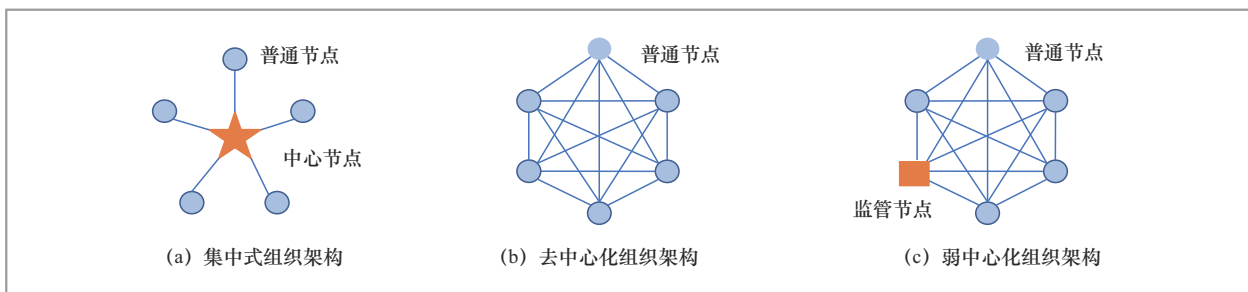 普通节点
中心节点
(a) 集中式组织架构
普通节点
(b) 去中心化组织架构
普通节点
监管节点
(c) 弱中心化组织架构